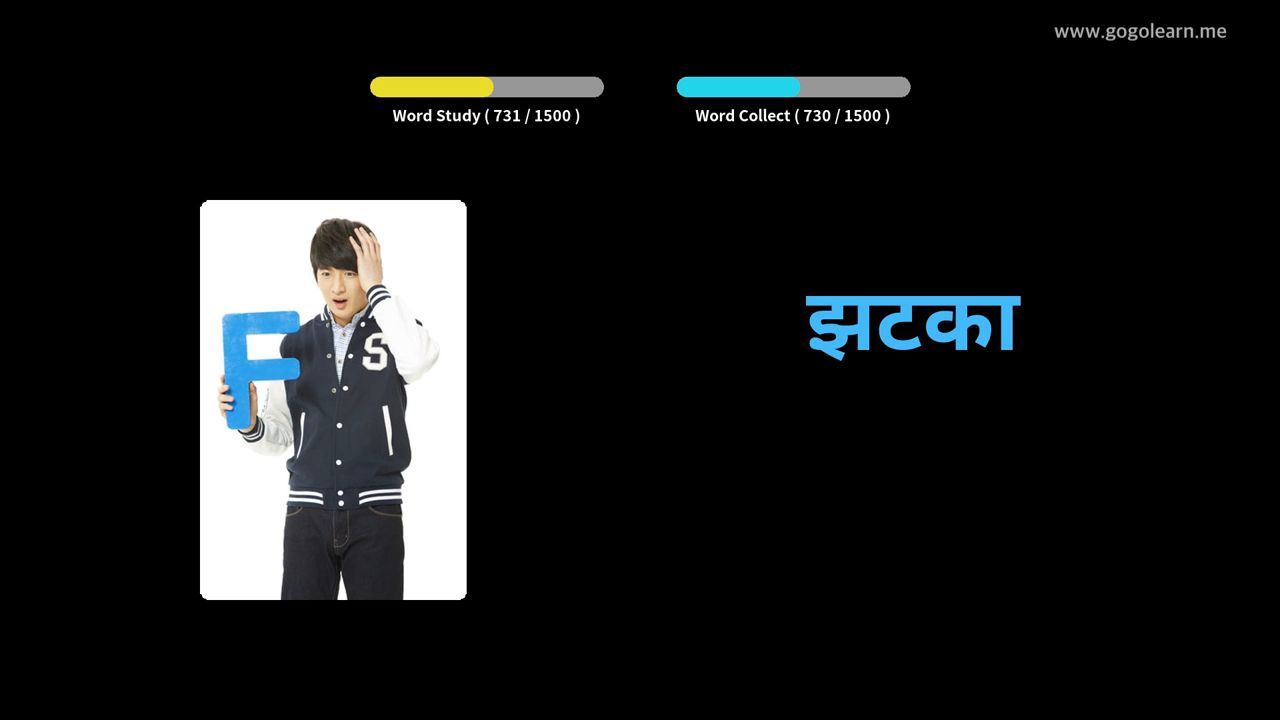 www.gogolearn.me
Word Study ( 731 / 1500 )
Word Collect ( 730 / 1500 )
F
S
झटका